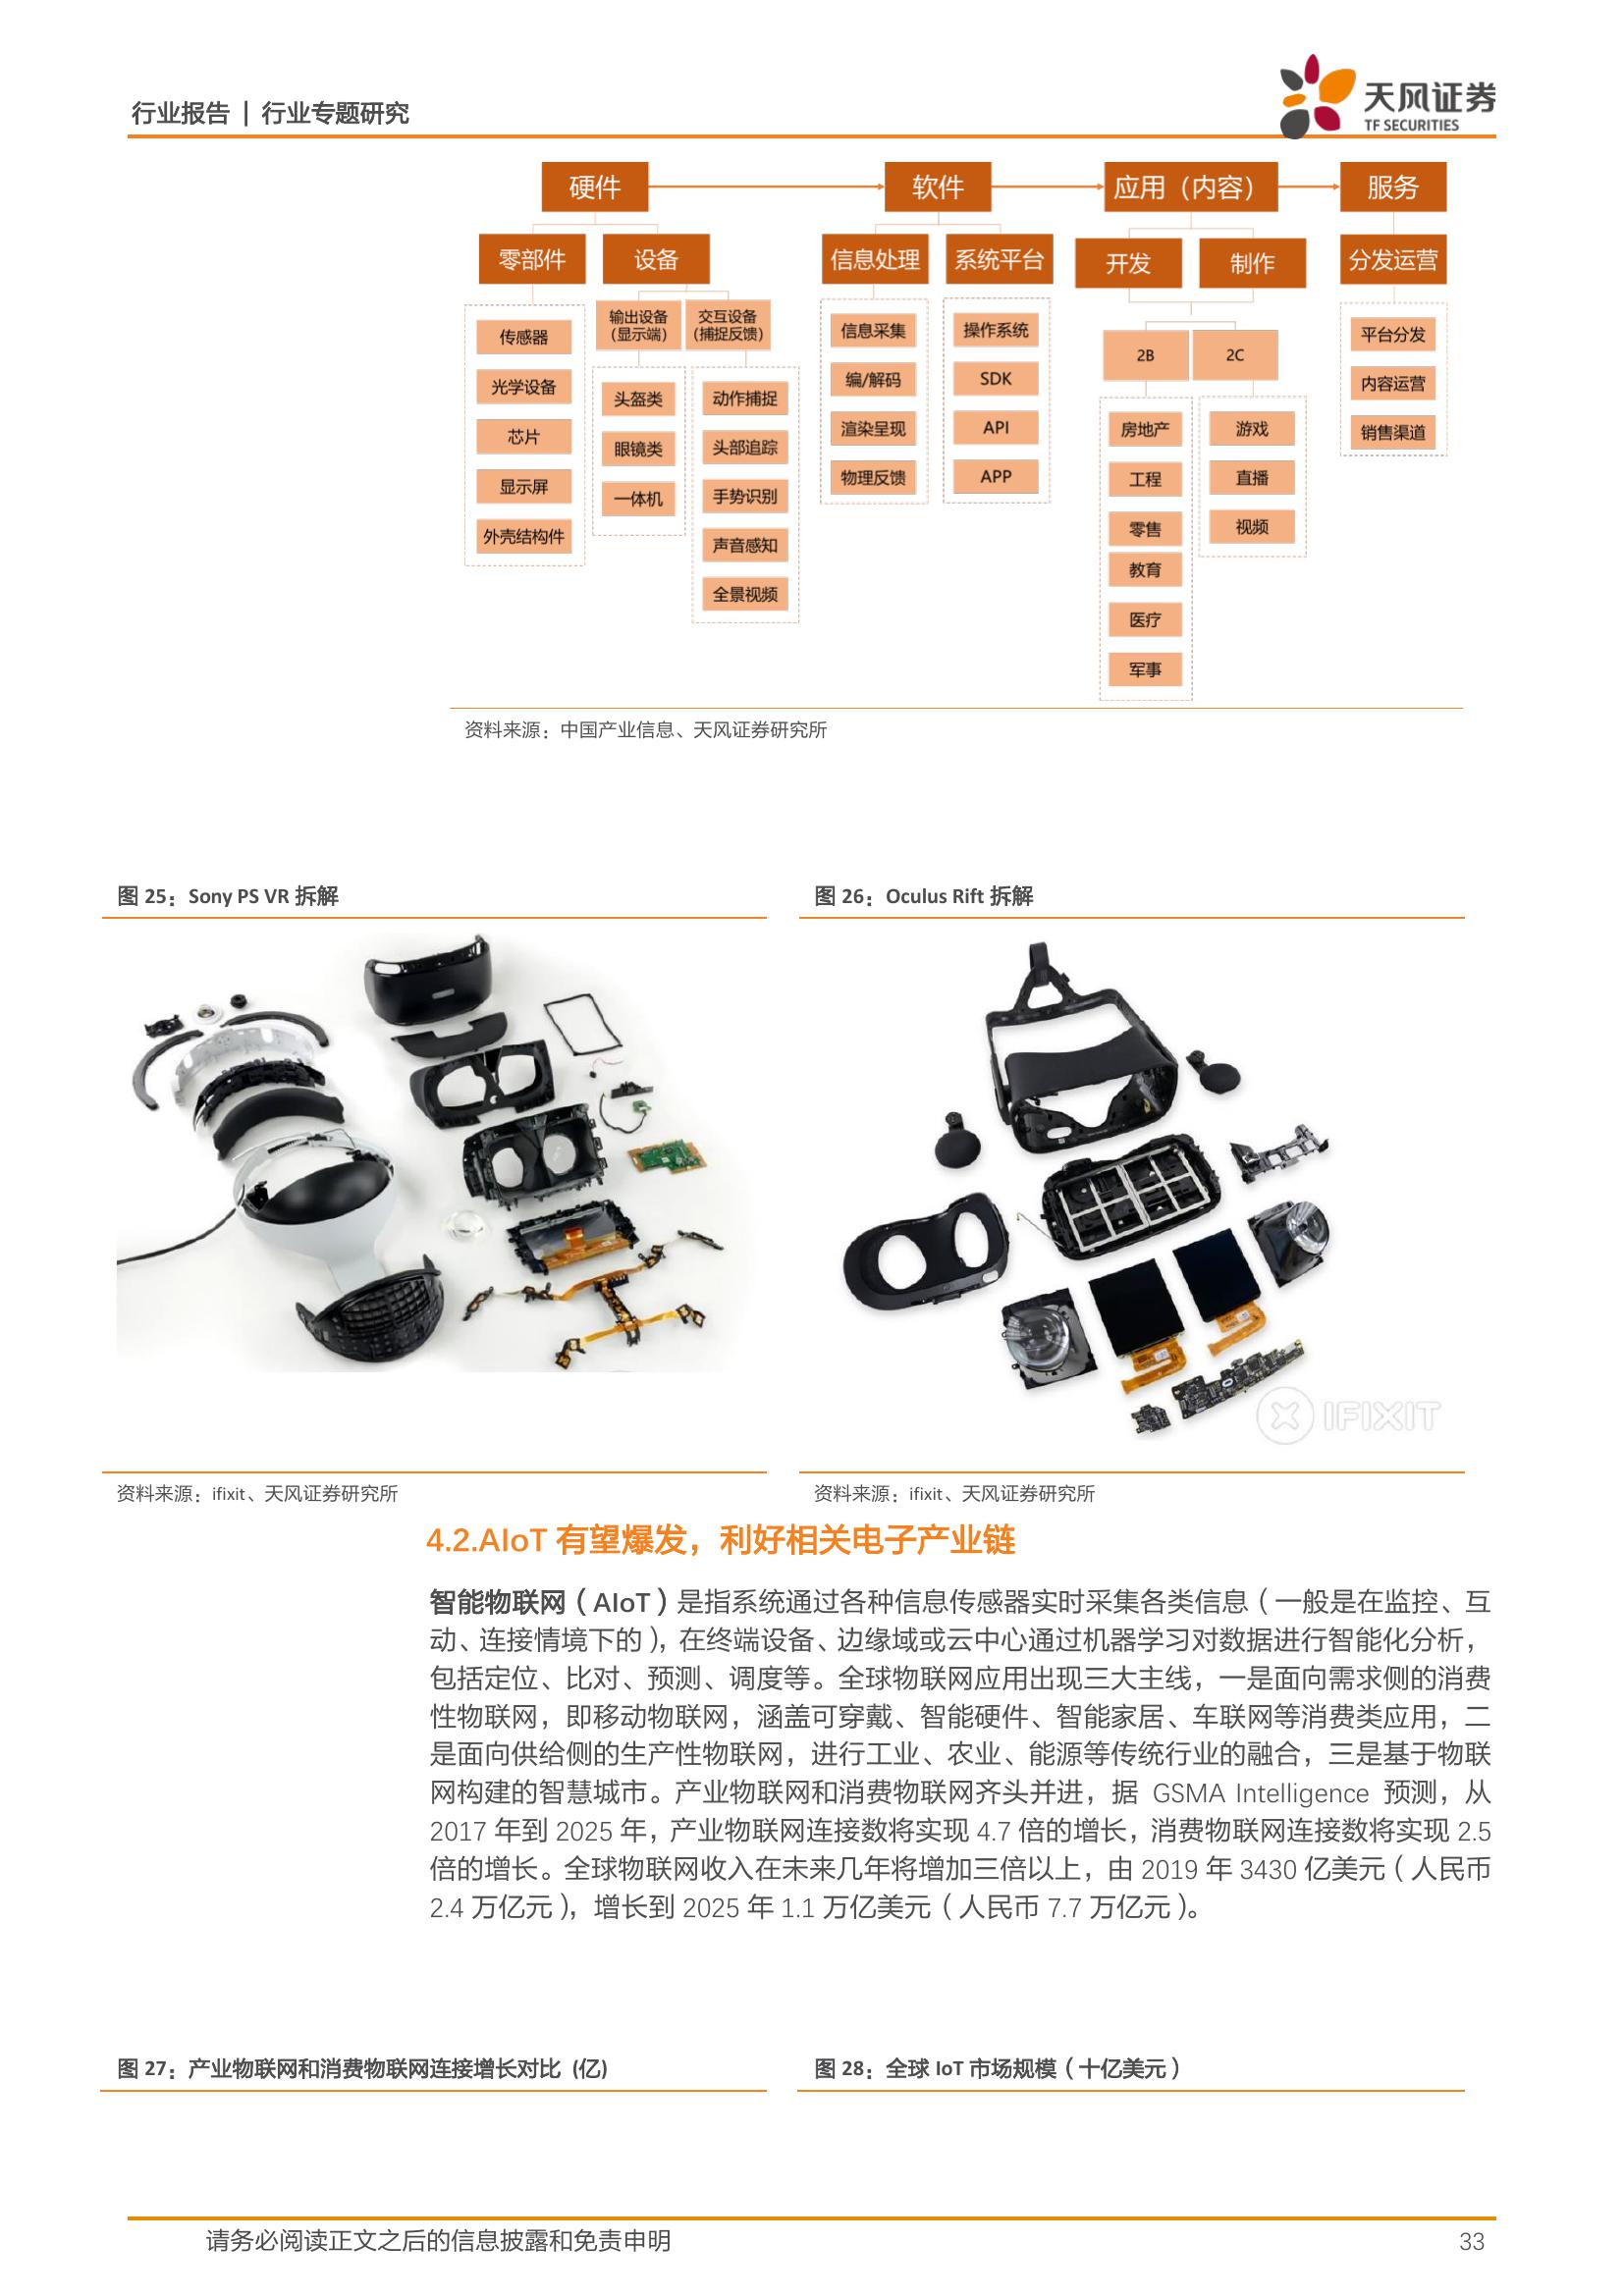 行业报告 | 行业专题研究
天风证券
TF SECURITIES
硬件
软件
应用（内容）
服务
零部件
设备
信息处理
系统平台
开发
制作
分发运营
输出设备
（显示端）
交互设备
（捕捉反馈）
2B
2C
传感器
光学设备
芯片
显示屏
外壳结构件
头盔类
眼镜类
一体机
动作捕捉
头部追踪
手势识别
声音感知
全景视频
信息采集
编/解码
渲染呈现
物理反馈
操作系统
SDK
API
APP
房地产
工程
零售
教育
医疗
军事
游戏
直播
视频
平台分发
内容运营
销售渠道
资料来源：中国产业信息、天风证券研究所
图 25：Sony PS VR 拆解
图 26：Oculus Rift 拆解
IFIXIT
资料来源：ifixit、天风证券研究所
资料来源：ifixit、天风证券研究所
4.2.AIoT 有望爆发，利好相关电子产业链
智能物联网（AIoT）是指系统通过各种信息传感器实时采集各类信息（一般是在监控、互
动、连接情境下的），在终端设备、边缘域或云中心通过机器学习对数据进行智能化分析，
包括定位、比对、预测、调度等。全球物联网应用出现三大主线，一是面向需求侧的消费
性物联网，即移动物联网，涵盖可穿戴、智能硬件、智能家居、车联网等消费类应用，二
是面向供给侧的生产性物联网，进行工业、农业、能源等传统行业的融合，三是基于物联
网构建的智慧城市。产业物联网和消费物联网齐头并进，据 GSMA Intelligence 预测，从
2017 年到 2025 年，产业物联网连接数将实现 4.7 倍的增长，消费物联网连接数将实现 2.5
倍的增长。全球物联网收入在未来几年将增加三倍以上，由 2019 年 3430 亿美元（人民币
2.4 万亿元），增长到 2025 年 1.1 万亿美元（人民币 7.7 万亿元）。
图 27：产业物联网和消费物联网连接增长对比 (亿)
图 28：全球 IoT 市场规模（十亿美元）
请务必阅读正文之后的信息披露和免责申明
33